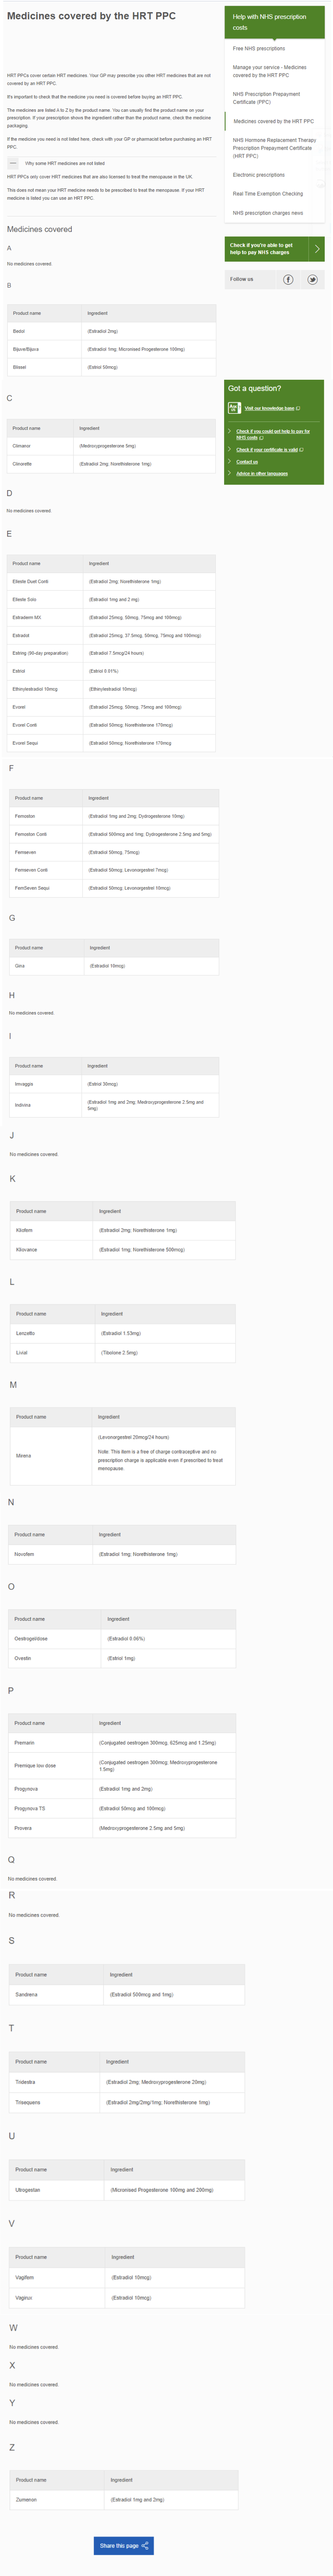 Medicines covered by the HRT PPC
HRT PPCs cover certain HRT medicines. Your GP may prescribe you other HRT medicines that are not
covered by an HRT PPC.
It's important to check that the medicine you need is covered before buying an HRT PPC.
The medicines are listed A to Z by the product name. You can usually find the product name on your
prescription. If your prescription shows the ingredient rather than the product name, check the medicine
packaging.
If the medicine you need is not listed here, check with your GP or pharmacist before purchasing an HRT
PPC.
Why some HRT medicines are not listed
HRT PPCs only cover HRT medicines that are also licensed to treat the menopause in the UK.
This does not mean your HRT medicine needs to be prescribed to treat the menopause. If your HRT
medicine is listed you can use an HRT PPC.
Medicines covered
A
No medicines covered.
B
Product name Ingredient
Bedol (Estradiol 2mg)
Bijuve/Bijuva (Estradiol 1mg; Micronised Progesterone 100mg)
Blissel (Estriol 50mcg)
C
Product name Ingredient
Climanor (Medroxyprogesterone 5mg)
Clinorette (Estradiol 2mg; Norethisterone 1mg)
D
No medicines covered.
E
Product name Ingredient
Elleste Duet Conti (Estradiol 2mg; Norethisterone 1mg)
Elleste Solo (Estradiol 1mg and 2 mg)
Estraderm MX (Estradiol 25mcg, 50mcg, 75mcg and 100mcg)
Estradot (Estradiol 25mcg, 37.5mcg, 50mcg, 75mcg and 100mcg)
Estring (90-day preparation) (Estradiol 7.5mcg/24 hours)
Estriol (Estriol 0.01%)
Ethinylestradiol 10mcg (Ethinylestradiol 10mcg)
Evorel (Estradiol 25mcg, 50mcg, 75mcg and 100mcg)
Evorel Conti (Estradiol 50mcg; Norethisterone 170mcg)
Evorel Sequi (Estradiol 50mcg; Norethisterone 170mcg
F
Product name Ingredient
Femoston (Estradiol 1mg and 2mg; Dydrogesterone 10mg)
Femoston Conti (Estradiol 500mcg and 1mg; Dydrogesterone 2.5mg and 5mg)
Femseven (Estradiol 50mcg, 75mcg)
Femseven Conti (Estradiol 50mcg, Levonorgestrel 7mcg)
FemSeven Sequi (Estradiol 50mcg; Levonorgestrel 10mcg)
G
Product name Ingredient
Gina (Estradiol 10mcg)
H
No medicines covered.
I
Product name Ingredient
Imvaggis (Estriol 30mcg)
Indivina (Estradiol 1mg and 2mg; Medroxyprogesterone 2.5mg and
5mg)
J
No medicines covered.
K
Product name Ingredient
Kliofem (Estradiol 2mg; Norethisterone 1mg)
Kliovance (Estradiol 1mg; Norethisterone 500mcg)
L
Product name Ingredient
Lenzetto (Estradiol 1.53mg)
Livial (Tibolone 2.5mg)
M
Product name Ingredient
Mirena (Levonorgestrel 20mcg/24 hours)
Note: This item is a free of charge contraceptive and no
prescription charge is applicable even if prescribed to treat
menopause.
N
Product name Ingredient
Novofem (Estradiol 1mg; Norethisterone 1mg)
O
Product name Ingredient
Oestrogeldose (Estradiol 0.06%)
Ovestin (Estriol 1mg)
P
Product name Ingredient
Premarin (Conjugated oestrogen 300mcg, 625mcg and 1.25mg)
Premique low dose (Conjugated oestrogen 300mcg; Medroxyprogesterone
1.5mg)
Progynova (Estradiol 1mg and 2mg)
Progynova TS (Estradiol 50mcg and 100mcg)
Provera (Medroxyprogesterone 2.5mg and 5mg)
Q
No medicines covered.
R
No medicines covered.
S
Product name Ingredient
Sandrena (Estradiol 500mcg and 1mg)
T
Product name Ingredient
Tridestra (Estradiol 2mg; Medroxyprogesterone 20mg)
Trisequens (Estradiol 2mg/2mg/1mg; Norethisterone 1mg)
U
Product name Ingredient
Utrogestan (Micronised Progesterone 100mg and 200mg)
V
Product name Ingredient
Vagifem (Estradiol 10mcg)
Vagirux (Estradiol 10mcg)
W
No medicines covered.
X
No medicines covered.
Y
No medicines covered.
Z
Product name Ingredient
Zumenon (Estradiol 1mg and 2mg)
Share this page
Help with NHS prescription
costs
Free NHS prescriptions
Manage your service - Medicines
covered by the HRT PPC
NHS Prescription Prepayment
Certificate (PPC)
Medicines covered by the HRT PPC
NHS Hormone Replacement Therapy
Prescription Prepayment Certificate
(HRT PPC)
Electronic prescriptions
Real Time Exemption Checking
NHS prescription charges news
Check if you're able to get
help to pay NHS charges
Follow us
Got a question?
Ask us
Visit our knowledge base
Check if you could get help to pay for
NHS costs
Check if your certificate is valid
Contact us
Advice in other languages